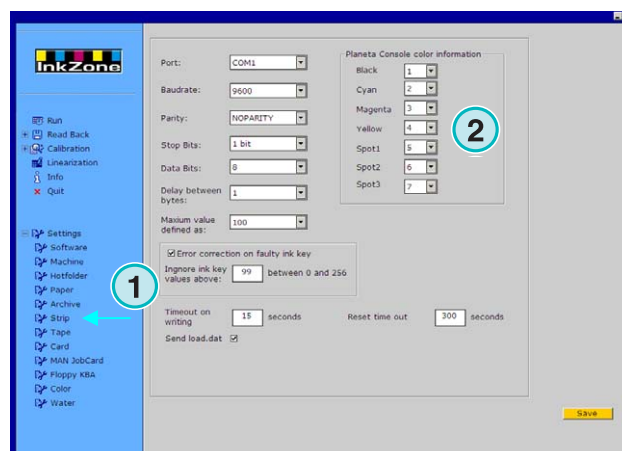 InkZone
Run
Read Back
Calibration
Linearization
Info
Quit
Settings
Software
Machine
Hotfolder
Paper
Archive
Strip
Tape
Card
MAN JobCard
Floppy KBA
Color
Water
1
Port: COM1
Baudrate: 9600
Parity: NOPARITY
Stop Bits: 1 bit
Data Bits: 8
Delay between 1
bytes:
Maxium value 100
defined as:
Planeta Console color information
Black 1
Cyan 2
Magenta 3
Yellow 4
Spot1 5
Spot2 6
Spot3 7
2
Error correction on faulty ink key
Ingnore ink key 99 between 0 and 256
values above:
Timeout on 15 seconds
writing
Reset time out 300 seconds
Send load.dat
Save